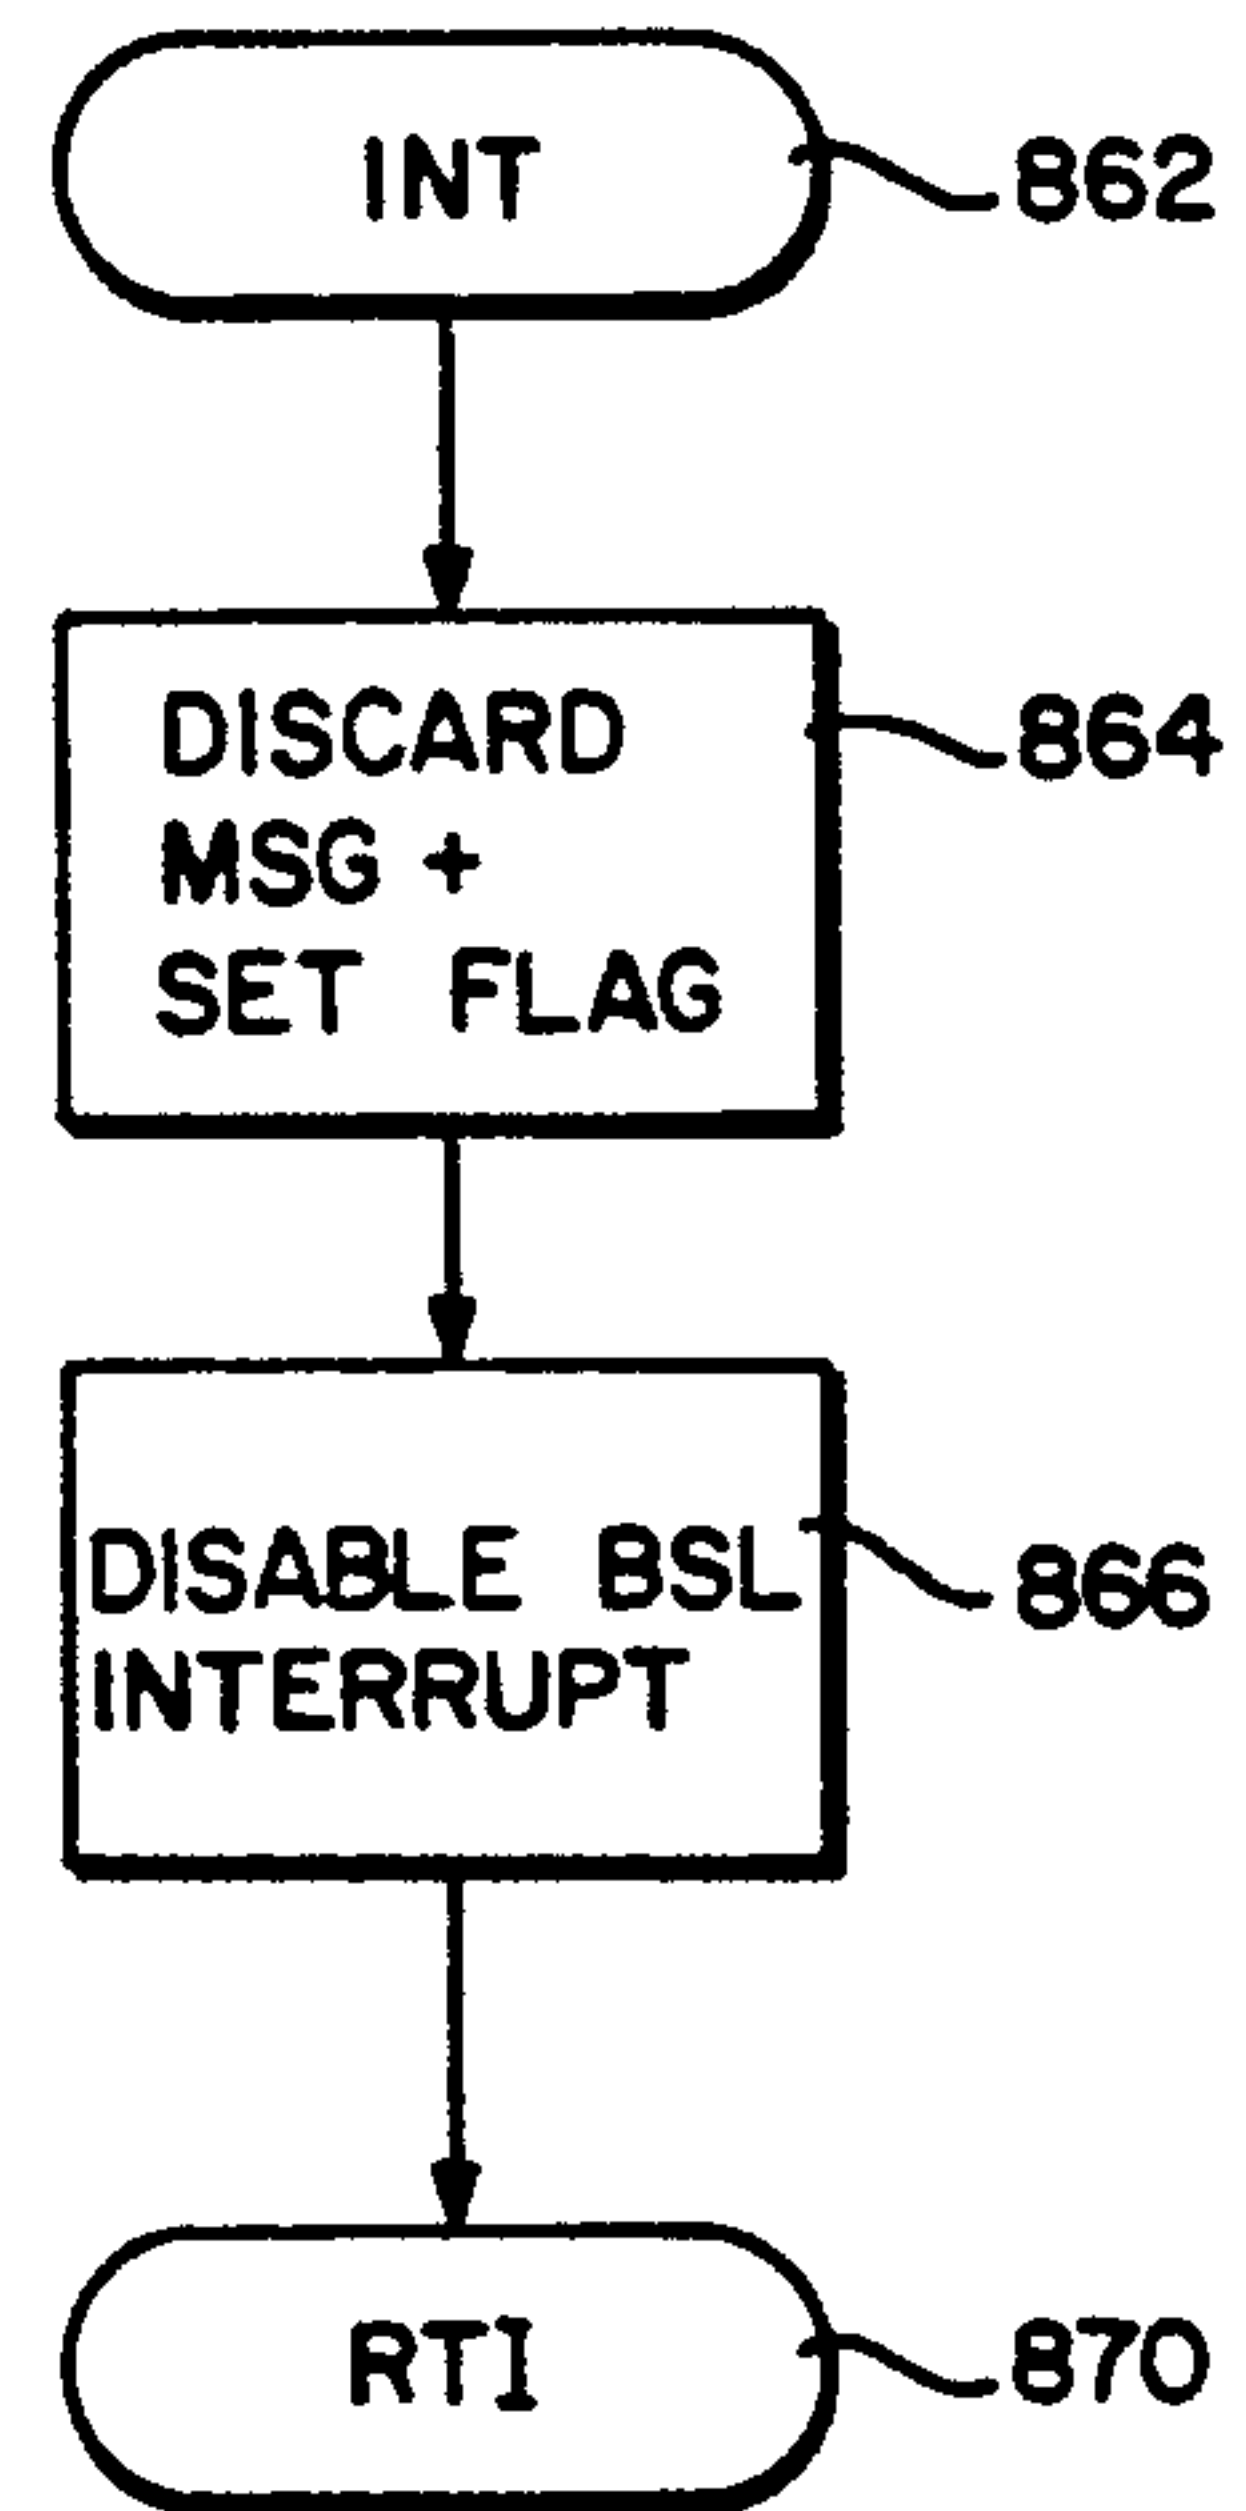 INT 862
DISCARD 864
MSG +
SET FLAG
DISABLE BSL 866
INTERRUPT
RTI 870